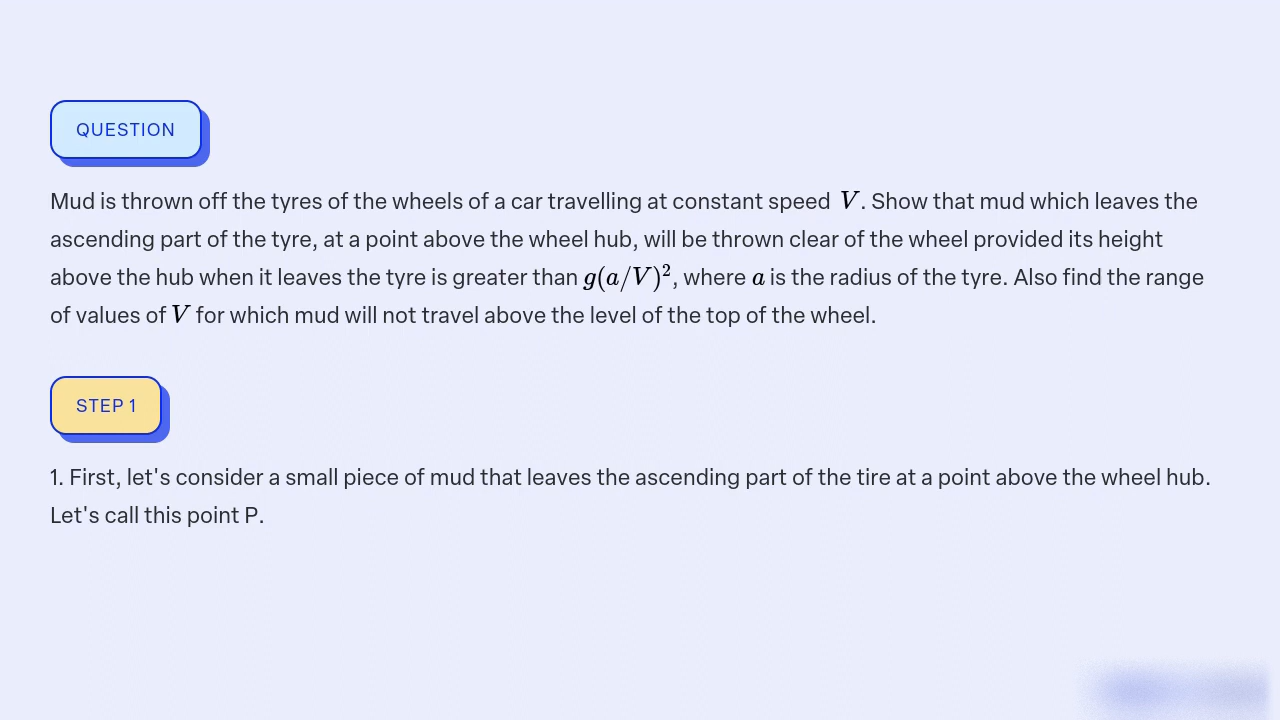 QUESTION
Mud is thrown off the tyres of the wheels of a car travelling at constant speed V. Show that mud which leaves the
ascending part of the tyre, at a point above the wheel hub, will be thrown clear of the wheel provided its height
above the hub when it leaves the tyre is greater than g(a/V)², where a is the radius of the tyre. Also find the range
of values of V for which mud will not travel above the level of the top of the wheel.
STEP 1
1. First, let's consider a small piece of mud that leaves the ascending part of the tire at a point above the wheel hub.
Let's call this point P.